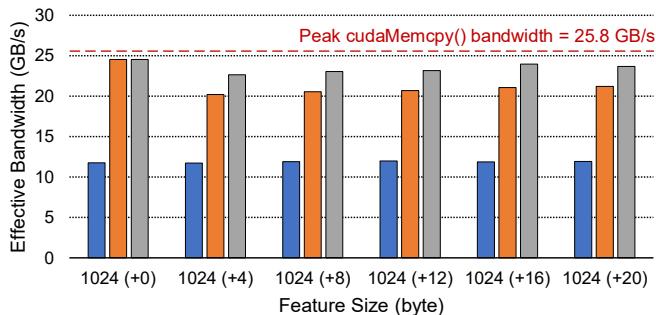 Effective Bandwidth (GB/s)
30
25
20
15
10
5
0
Peak cudaMemcpy() bandwidth = 25.8 GB/s
1024 (+0) 1024 (+4) 1024 (+8) 1024 (+12) 1024 (+16) 1024 (+20)
Feature Size (byte)